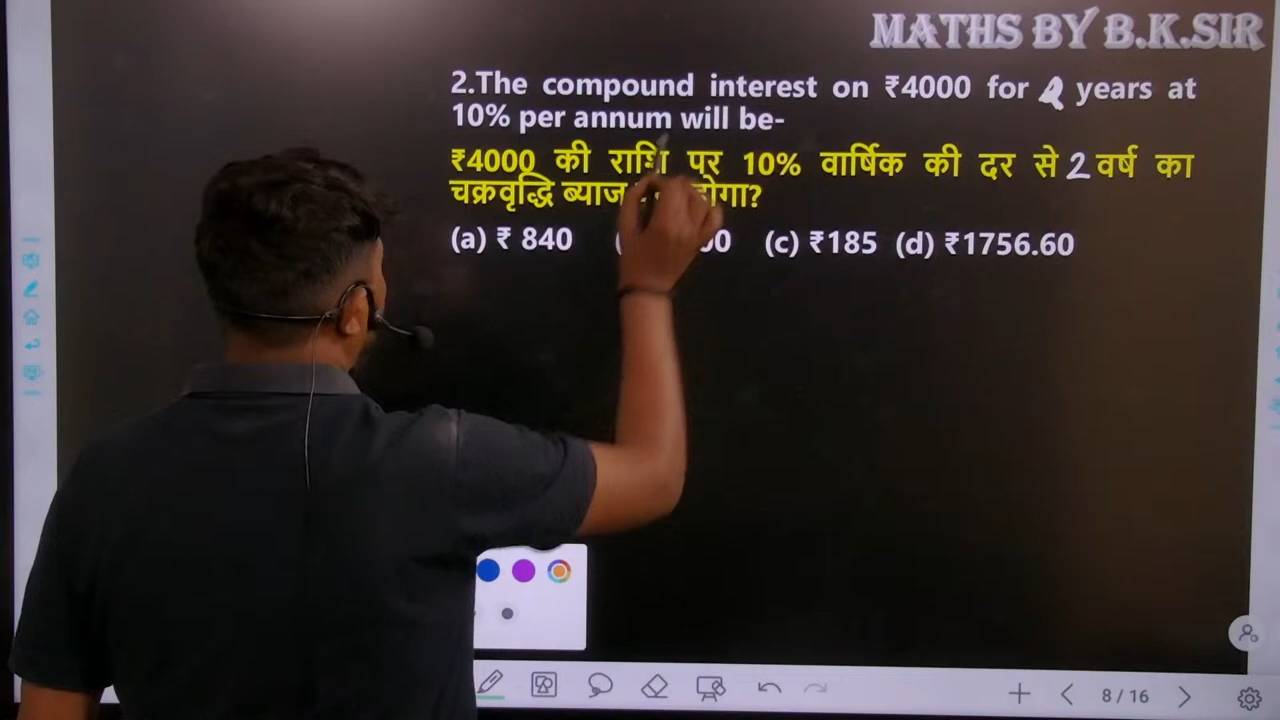 MATHS BY B.K.SIR
2.The compound interest on ₹4000 for 2 years at
10% per annum will be-
₹4000 की राशि पर 10% वार्षिक की दर से 2 वर्ष का
चक्रवृद्धि ब्याज होगा?
(a) ₹ 840 (c) ₹185 (d) ₹1756.60
8 / 16